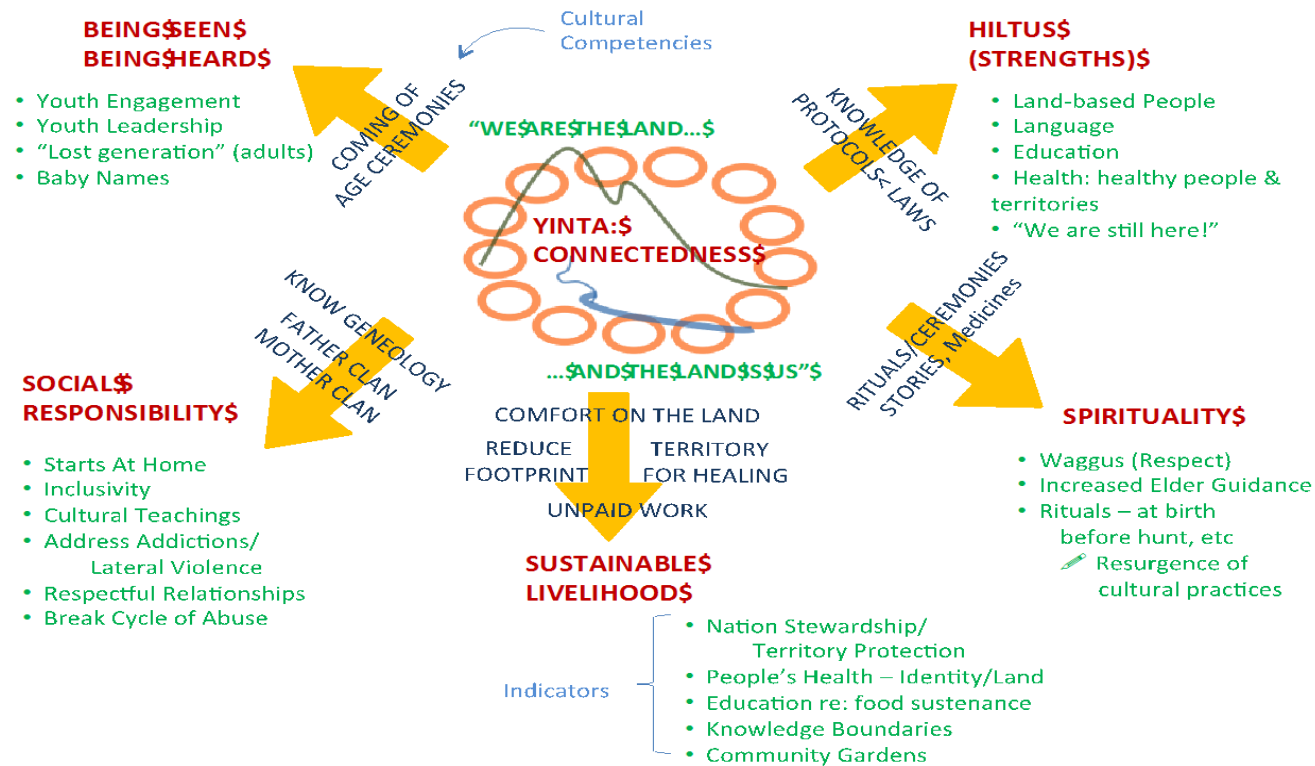 BEING$SEEN$
BEING$HEARD$
• Youth Engagement
• Youth Leadership
• “Lost generation” (adults)
• Baby Names
COMING OF
AGE CEREMONIES
Cultural
Competencies
HILTUS$
(STRENGTHS)$
• Land-based People
• Language
• Education
• Health: healthy people &
territories
• “We are still here!”
KNOWLEDGE OF
PROTOCOLS< LAWS
“WE$ARE$THE$LAND…$
YINTA:$
CONNECTEDNESS$
…$AND$THE$LAND$IS$US”$
KNOW GENEOLOGY
FATHER CLAN
MOTHER CLAN
SOCIAL$$
RESPONSIBILITY$
• Starts At Home
• Inclusivity
• Cultural Teachings
• Address Addictions/
Lateral Violence
• Respectful Relationships
• Break Cycle of Abuse
COMFORT ON THE LAND
REDUCE
FOOTPRINT
TERRITORY
FOR HEALING
UNPAID WORK
SUSTAINABLE$
LIVELIHOOD$
Indicators
• Nation Stewardship/
Territory Protection
• People’s Health – Identity/Land
• Education re: food sustenance
• Knowledge Boundaries
• Community Gardens
RITUALS/CEREMONIES
STORIES, Medicines
SPIRITUALITY$
• Waggus (Respect)
• Increased Elder Guidance
• Rituals – at birth
before hunt, etc
Resurgence of
cultural practices